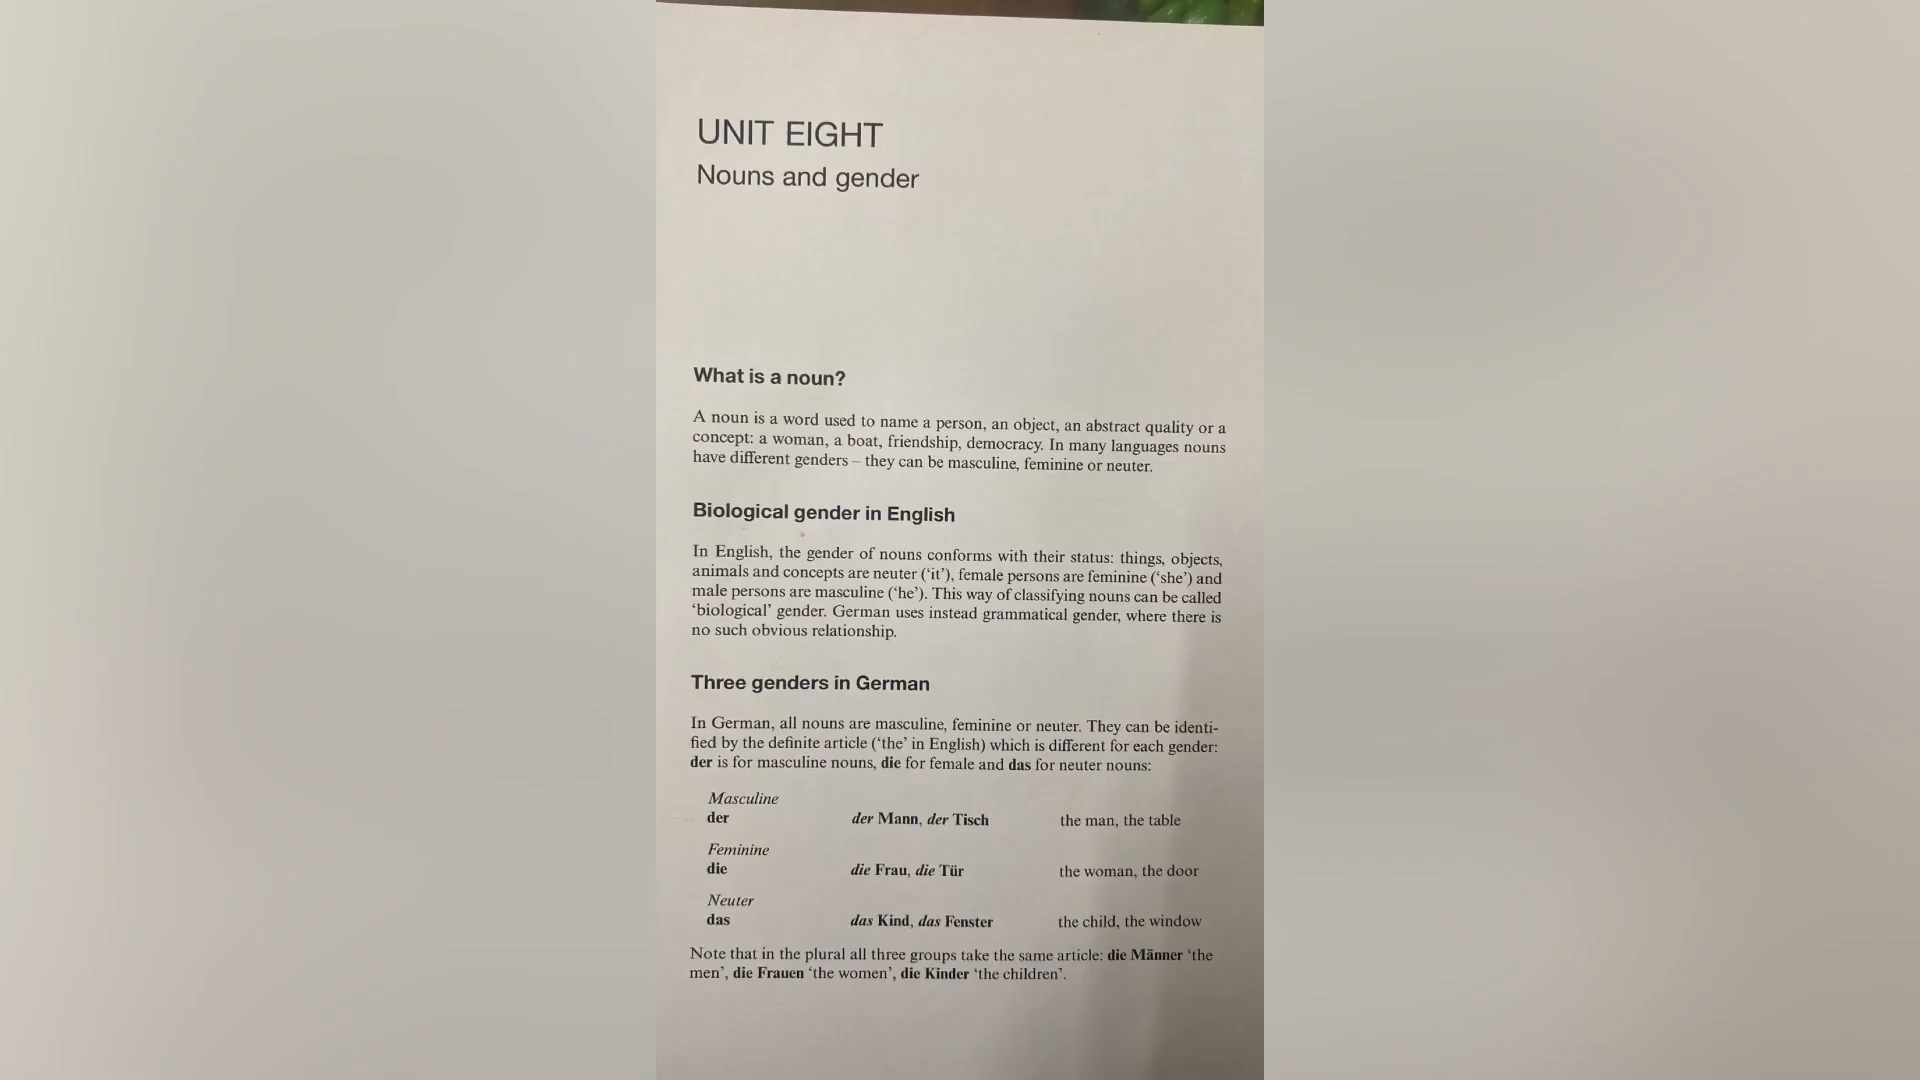 UNIT EIGHT
Nouns and gender
What is a noun?
A noun is a word used to name a person, an object, an abstract quality or a
concept: a woman, a boat, friendship, democracy. In many languages nouns
have different genders – they can be masculine, feminine or neuter.
Biological gender in English
In English, the gender of nouns conforms with their status: things, objects,
animals and concepts are neuter (‘it’), female persons are feminine (‘she’) and
male persons are masculine (‘he’). This way of classifying nouns can be called
‘biological’ gender. German uses instead grammatical gender, where there is
no such obvious relationship.
Three genders in German
In German, all nouns are masculine, feminine or neuter. They can be identi-
fied by the definite article (‘the’ in English) which is different for each gender:
der is for masculine nouns, die for female and das for neuter nouns:
Masculine
der der Mann, der Tisch the man, the table
Feminine
die die Frau, die Tür the woman, the door
Neuter
das das Kind, das Fenster the child, the window
Note that in the plural all three groups take the same article: die Männer ‘the
men’, die Frauen ‘the women’, die Kinder ‘the children’.